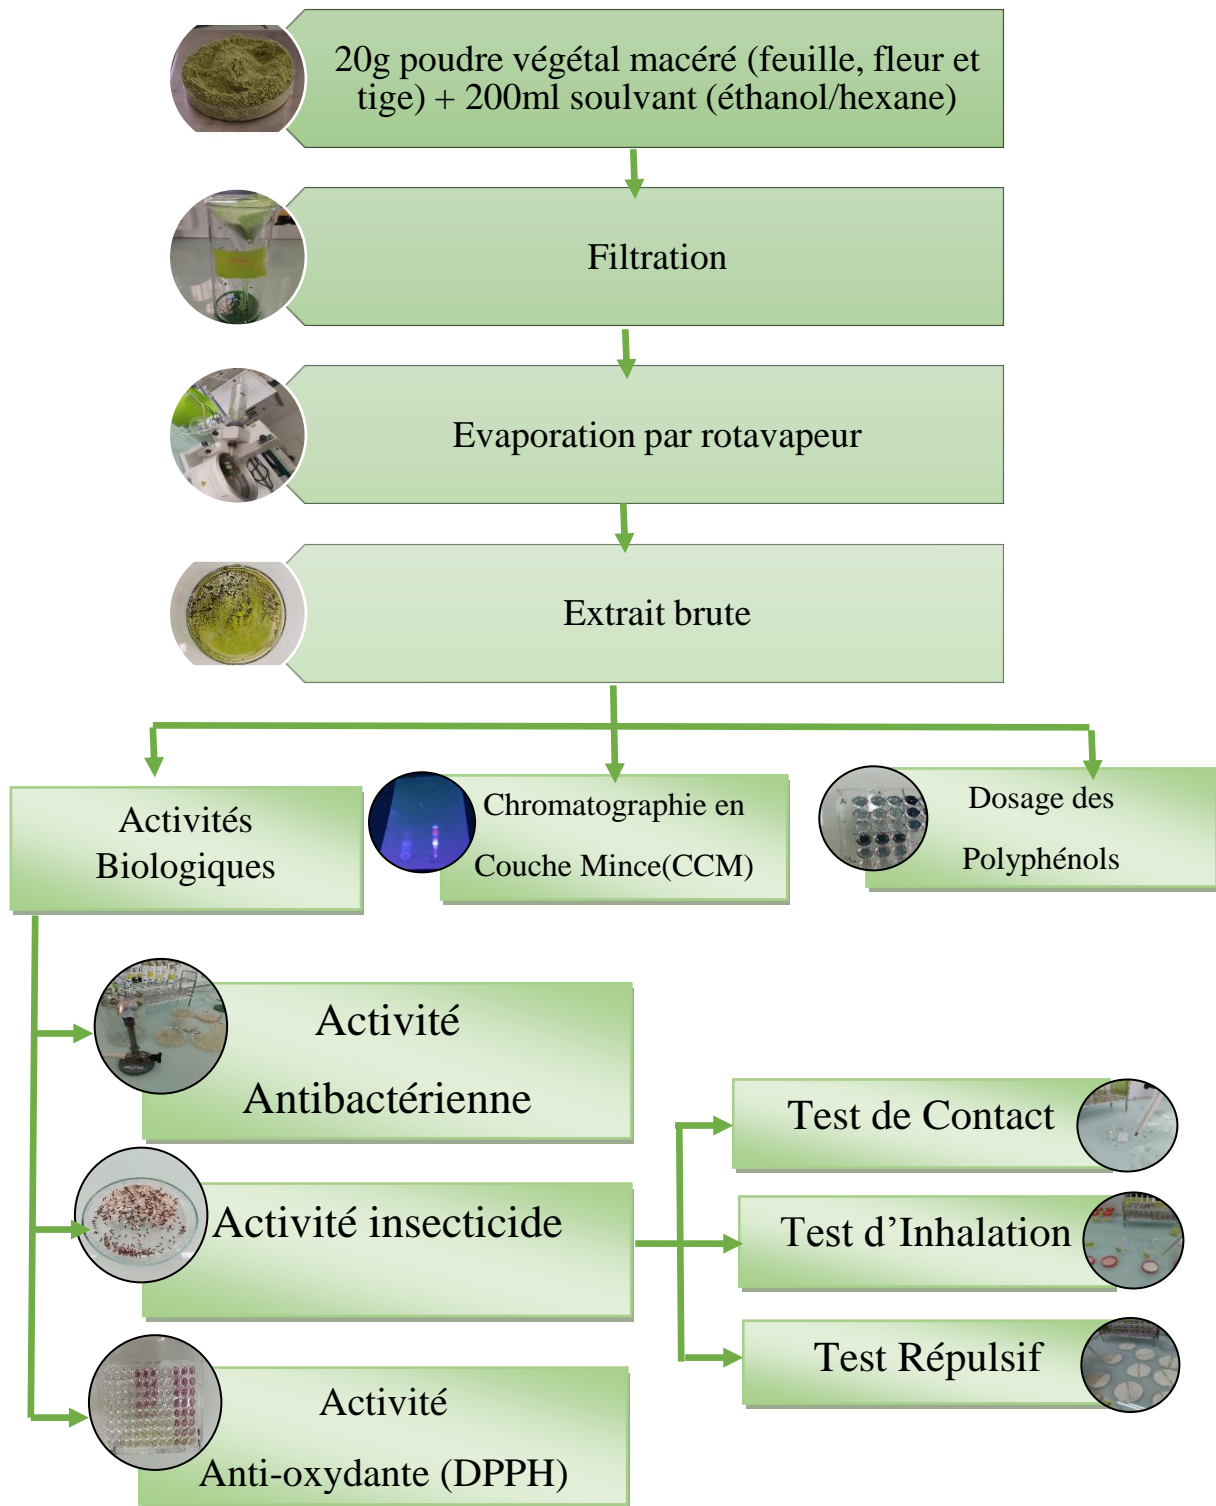 20g poudre végétal macéré (feuille, fleur et
tige) + 200ml soulvant (éthanol/hexane)
Filtration
Evaporation par rotavapeur
Extrait brute
Activités
Biologiques
Chromatographie en
Couche Mince(CCM)
Dosage des
Polyphénols
Activité
Antibactérienne
Activité insecticide
Activité
Anti-oxydante (DPPH)
Test de Contact
Test d’Inhalation
Test Répulsif